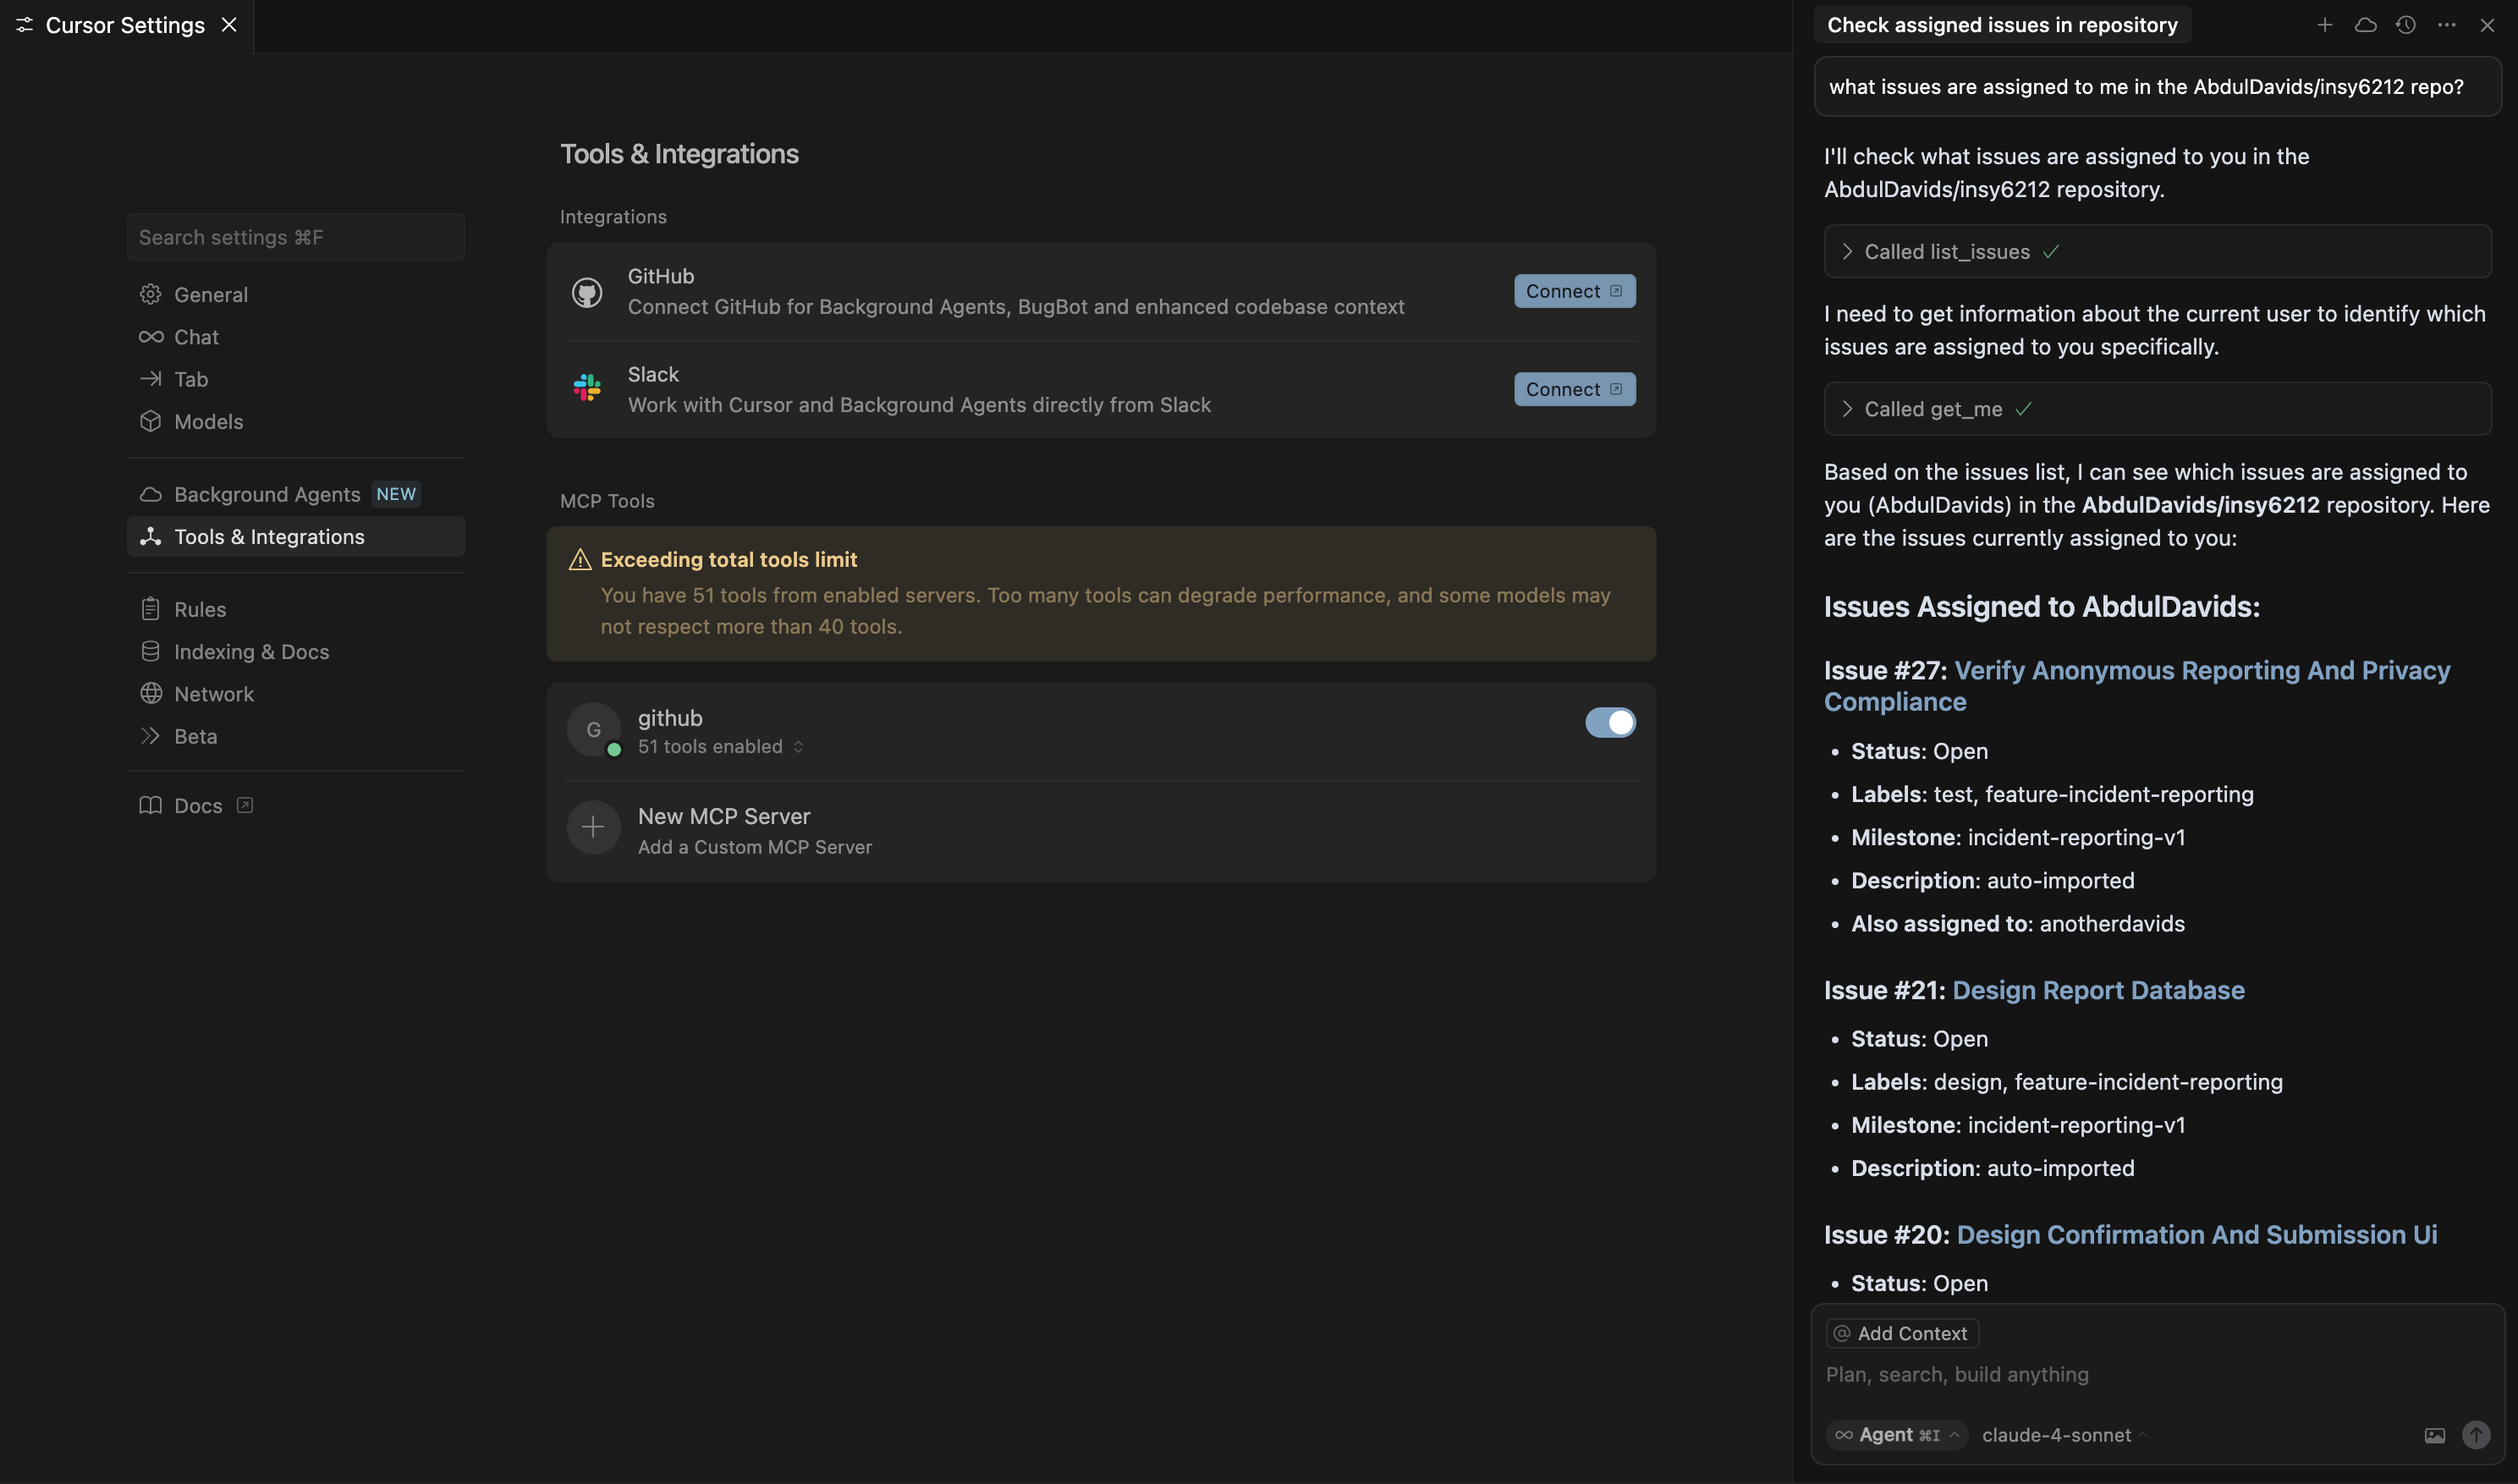 Cursor Settings
Search settings ⌘F
General
Chat
Tab
Models
Background Agents NEW
Tools & Integrations
Rules
Indexing & Docs
Network
Beta
Docs
Tools & Integrations
Integrations
GitHub
Connect GitHub for Background Agents, BugBot and enhanced codebase context
Connect
Slack
Work with Cursor and Background Agents directly from Slack
Connect
MCP Tools
Exceeding total tools limit
You have 51 tools from enabled servers. Too many tools can degrade performance, and some models may
not respect more than 40 tools.
G
github
51 tools enabled
New MCP Server
Add a Custom MCP Server
Check assigned issues in repository
what issues are assigned to me in the AbdulDavids/insy6212 repo?
I'll check what issues are assigned to you in the
AbdulDavids/insy6212 repository.
Called list_issues
I need to get information about the current user to identify which
issues are assigned to you specifically.
Called get_me
Based on the issues list, I can see which issues are assigned to
you (AbdulDavids) in the AbdulDavids/insy6212 repository. Here
are the issues currently assigned to you:
Issues Assigned to AbdulDavids:
Issue #27: Verify Anonymous Reporting And Privacy
Compliance
• Status: Open
• Labels: test, feature-incident-reporting
• Milestone: incident-reporting-v1
• Description: auto-imported
• Also assigned to: anotherdavids
Issue #21: Design Report Database
• Status: Open
• Labels: design, feature-incident-reporting
• Milestone: incident-reporting-v1
• Description: auto-imported
Issue #20: Design Confirmation And Submission Ui
• Status: Open
@ Add Context
Plan, search, build anything
Agent ⌘I claude-4-sonnet